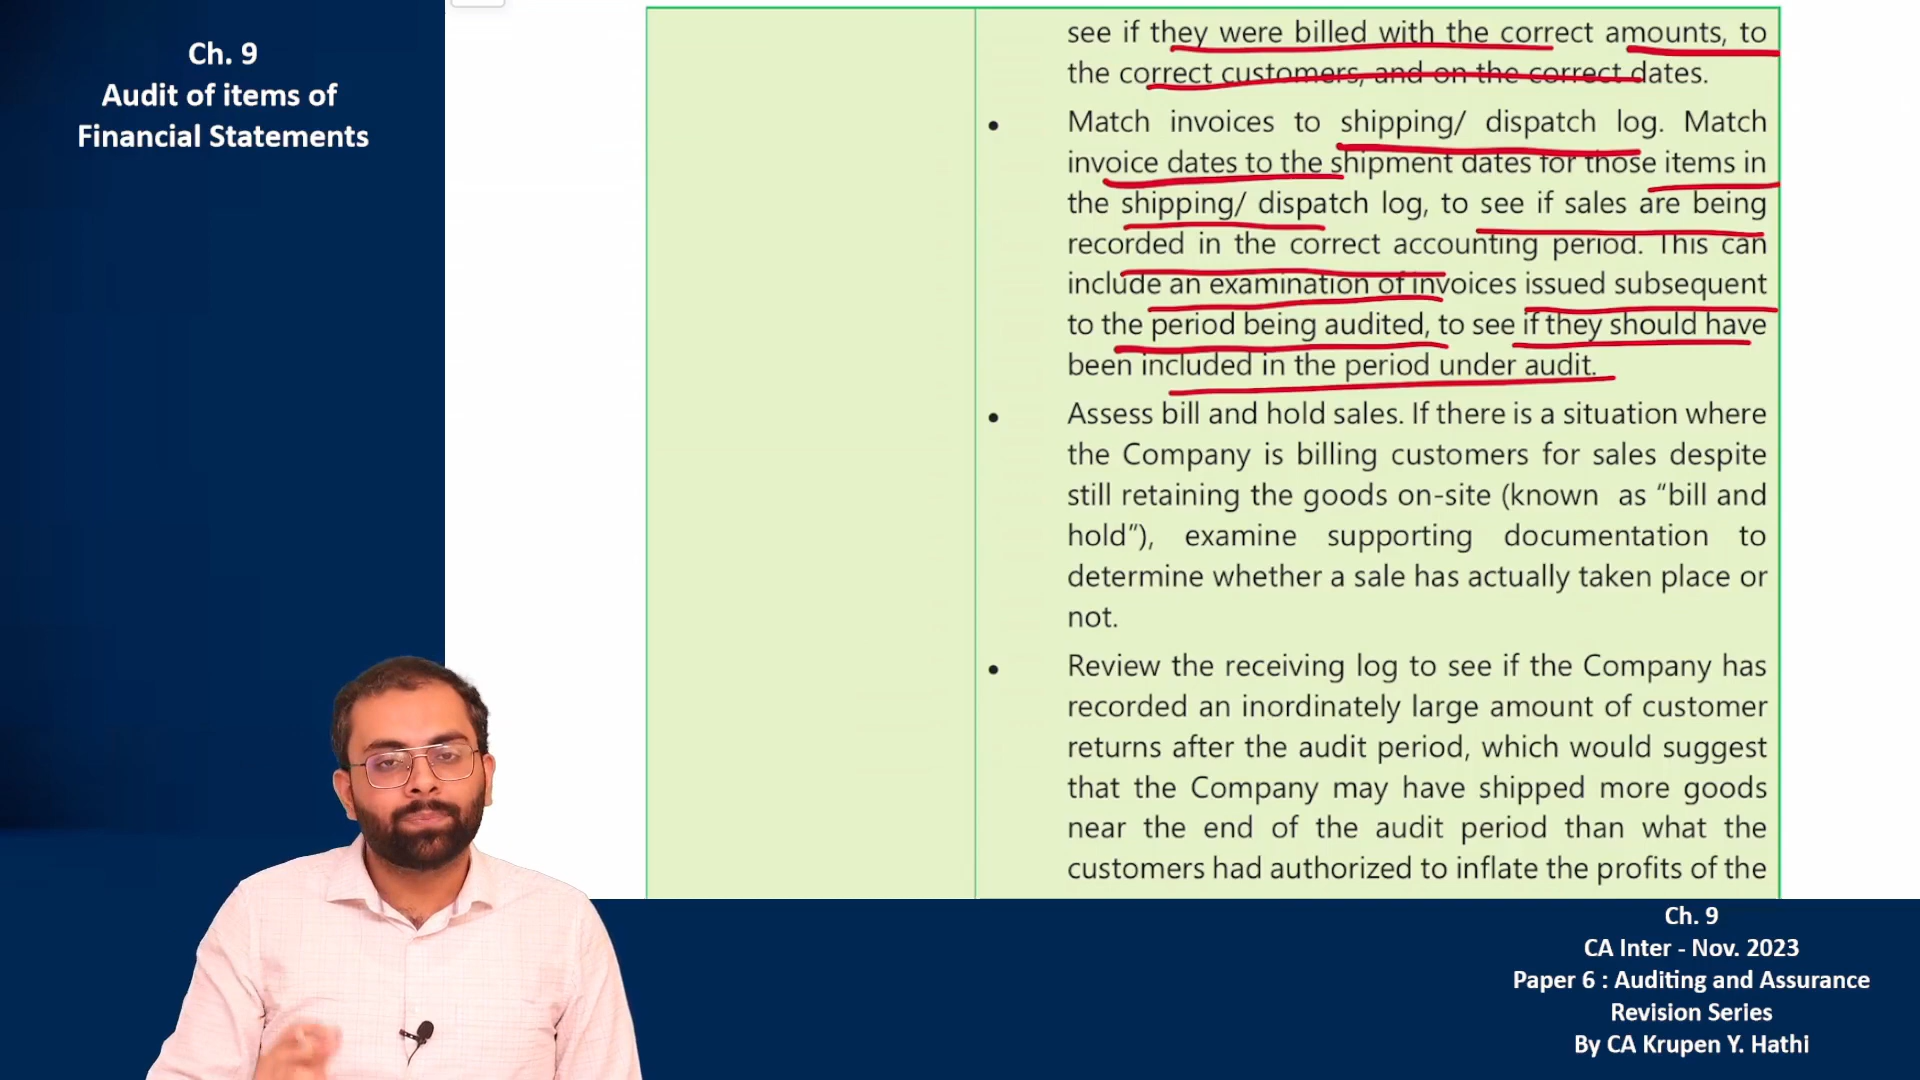 Ch. 9
Audit of items of
Financial Statements
see if they were billed with the correct amounts, to
the correct customers, and on the correct dates.
• Match invoices to shipping/ dispatch log. Match
invoice dates to the shipment dates for those items in
the shipping/ dispatch log, to see if sales are being
recorded in the correct accounting period. This can
include an examination of invoices issued subsequent
to the period being audited, to see if they should have
been included in the period under audit.
• Assess bill and hold sales. If there is a situation where
the Company is billing customers for sales despite
still retaining the goods on-site (known as “bill and
hold”), examine supporting documentation to
determine whether a sale has actually taken place or
not.
• Review the receiving log to see if the Company has
recorded an inordinately large amount of customer
returns after the audit period, which would suggest
that the Company may have shipped more goods
near the end of the audit period than what the
customers had authorized to inflate the profits of the
Ch. 9
CA Inter - Nov. 2023
Paper 6 : Auditing and Assurance
Revision Series
By CA Krupen Y. Hathi